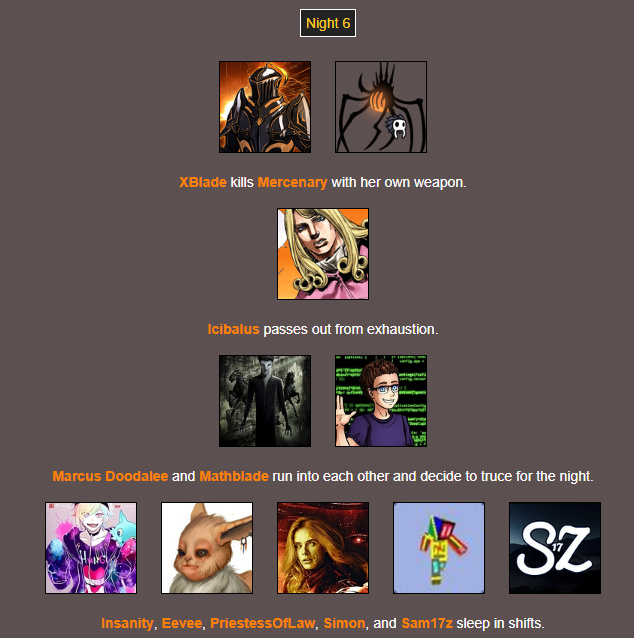 Night 6
XBlade kills Mercenary with her own weapon.
Icibalus passes out from exhaustion.
Marcus Doodalee and Mathblade run into each other and decide to truce for the night.
SZ
17
Insanity, Eevee, PriestessOfLaw, Simon, and Sam17z sleep in shifts.